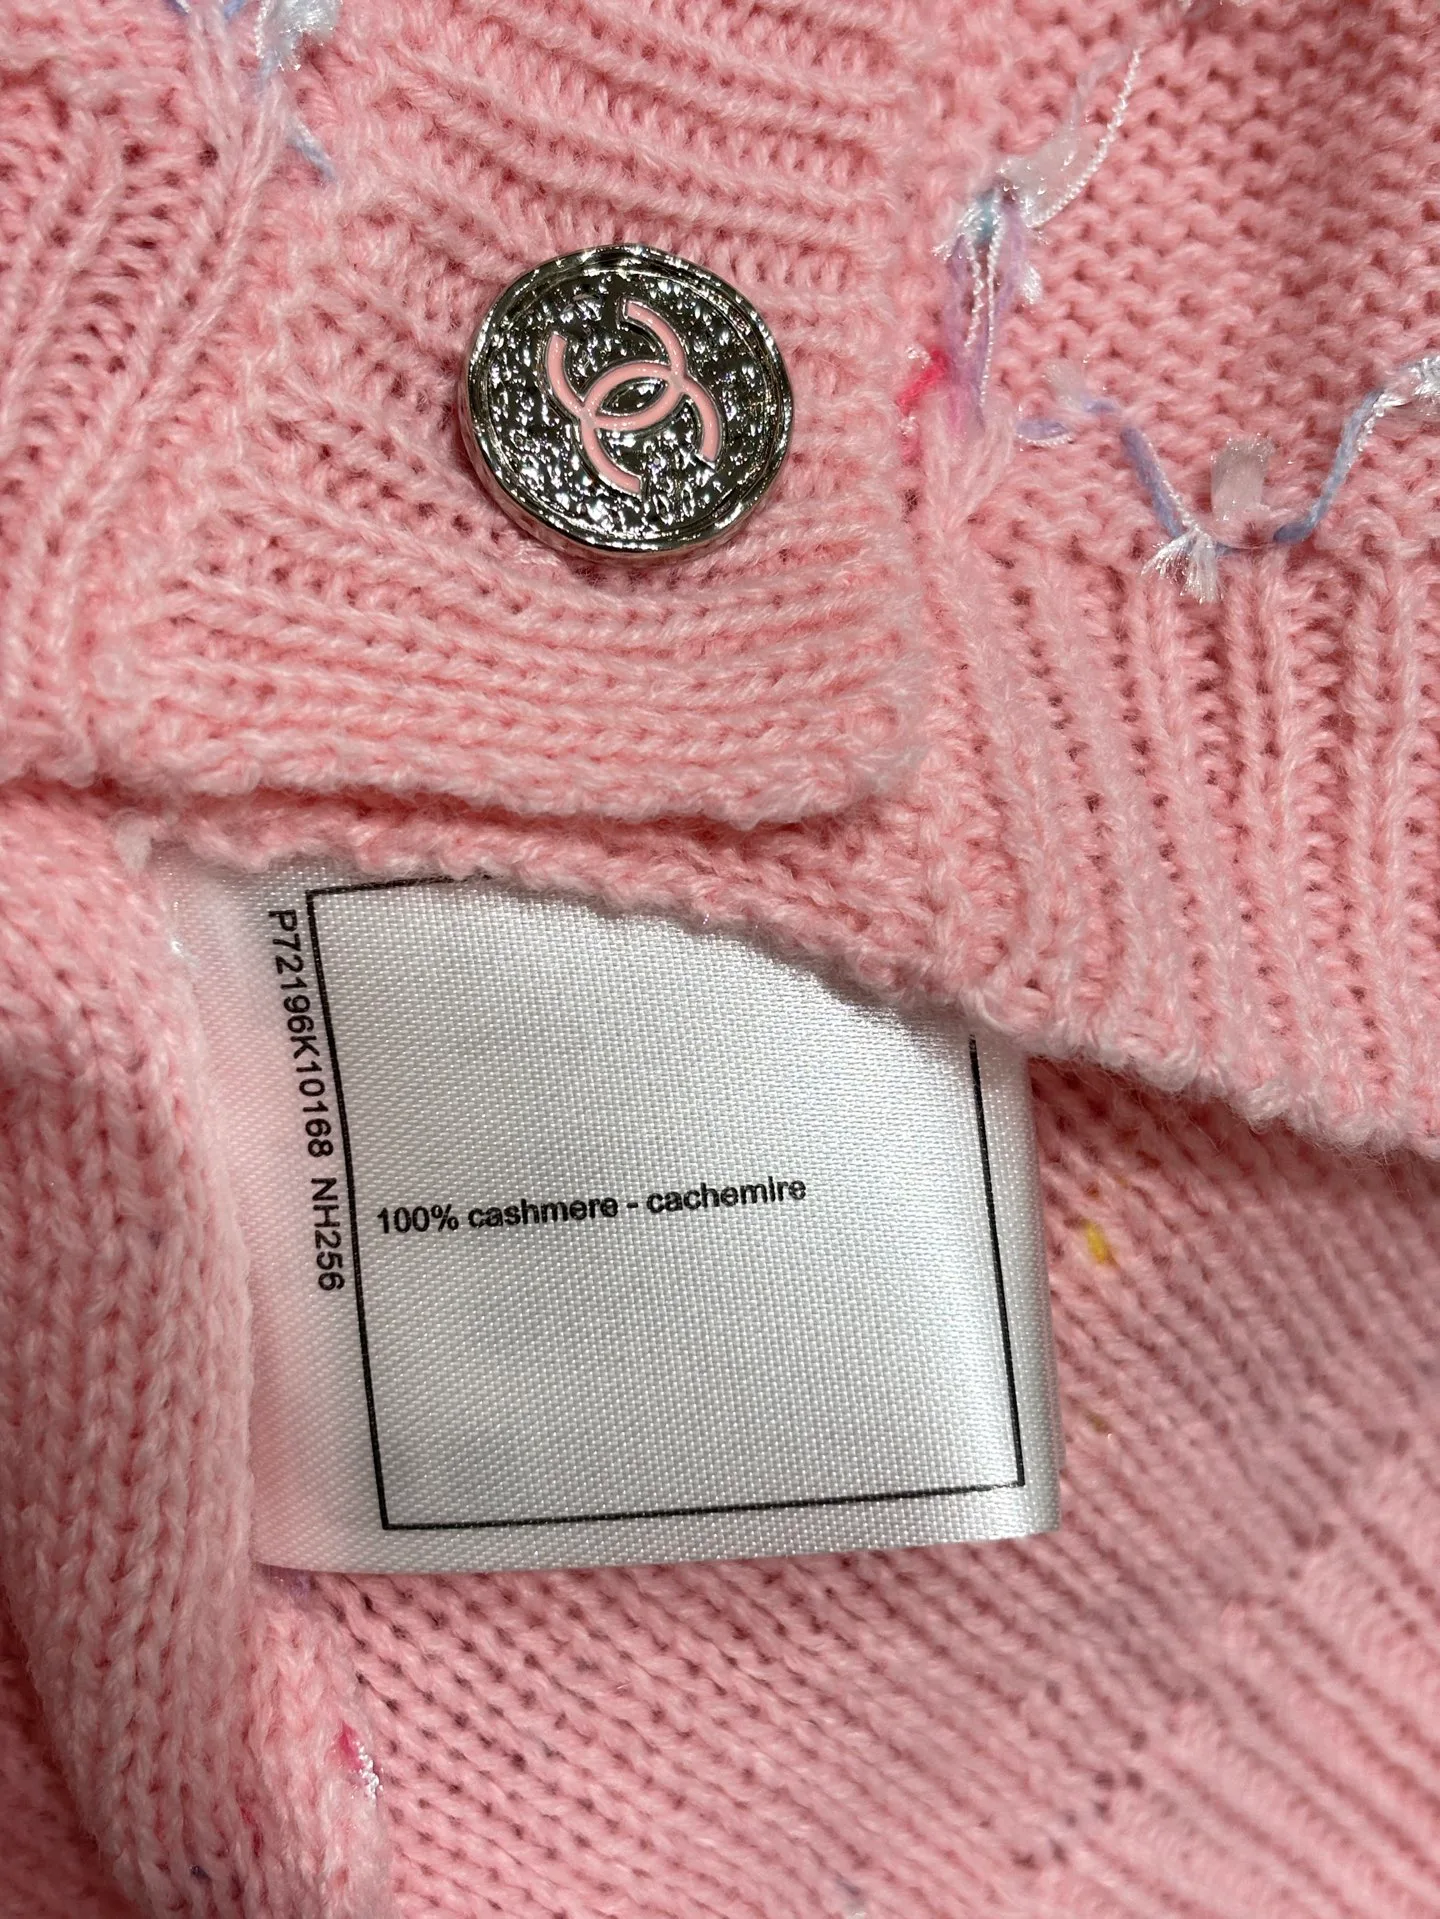 P72196K10168 NH256
100% cashmere - cachemire